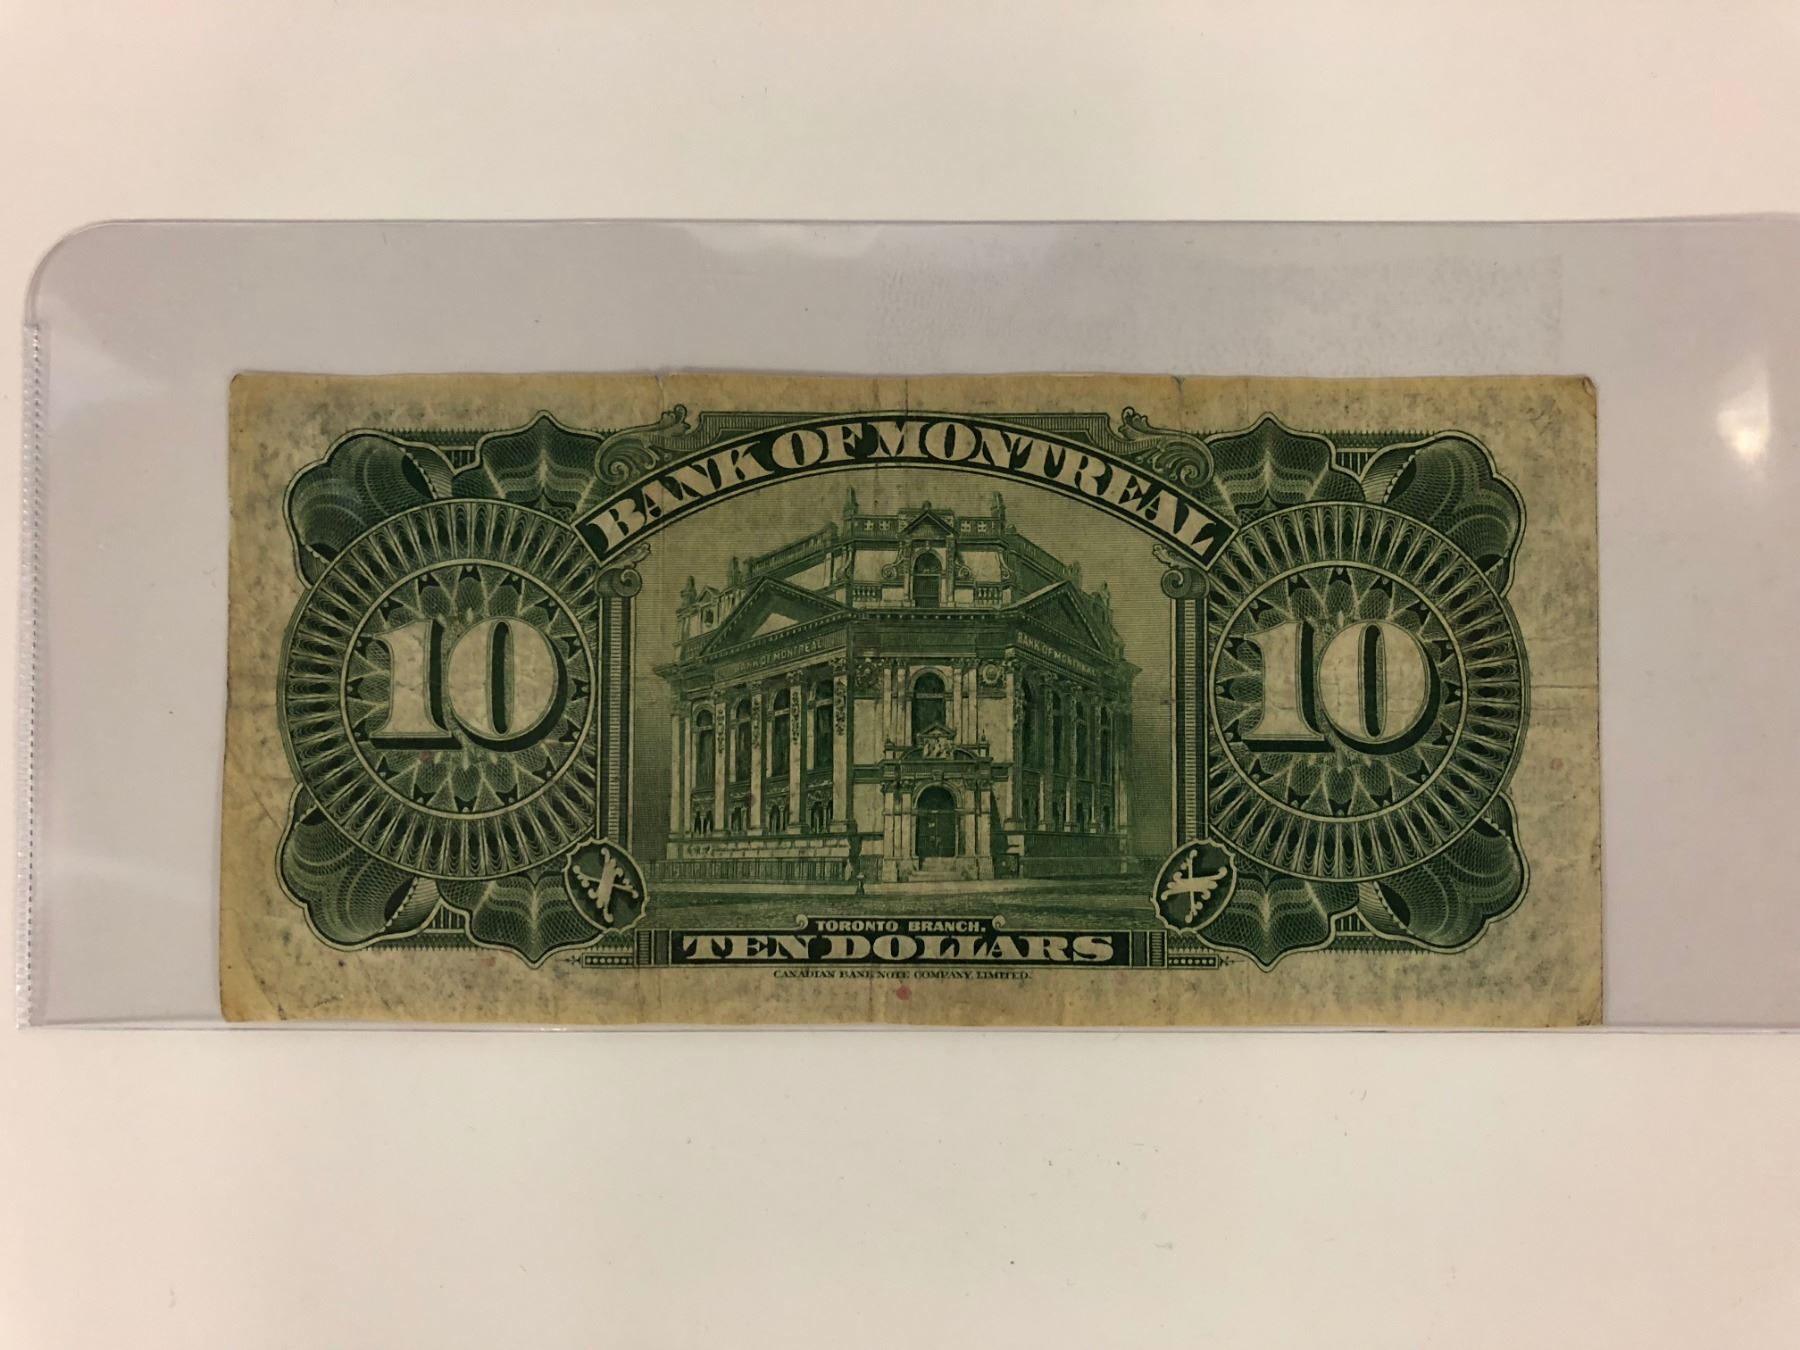 BANK OF MONTREAL
BANK OF MONTREAL
BANK OF MONTREAL
10
10
X
X
TORONTO BRANCH.
TEN DOLLARS
CANADIAN BANK NOTE COMPANY, LIMITED.